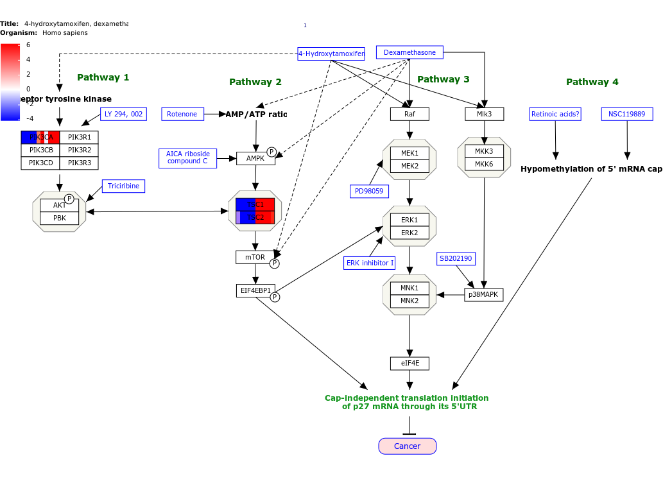 Title: 4-hydroxytamoxifen, dexametha
Organism: Homo sapiens
1
6
4
2
0
-2
-4
4-Hydroxytamoxifen
Dexamethasone
Pathway 1
Pathway 2
Pathway 3
Pathway 4
eptor tyrosine kinase
LY 294, 002
Rotenone
AMP/ATP ratio
Raf
Mlk3
Retinoic acids?
NSC119889
PIK3CA
PIK3R1
PIK3CB
PIK3R2
PIK3CD
PIK3R3
AICA riboside
compound C
AMPK
P
MEK1
MEK2
MKK3
MKK6
Hypomethylation of 5' mRNA cap
Triciribine
PD98059
AKT
P
PBK
TSC1
TSC2
ERK1
ERK2
mTOR
P
ERK inhibitor I
SB202190
EIF4EBP1
P
MNK1
MNK2
p38MAPK
eIF4E
Cap-independent translation initiation
of p27 mRNA through its 5'UTR
Cancer